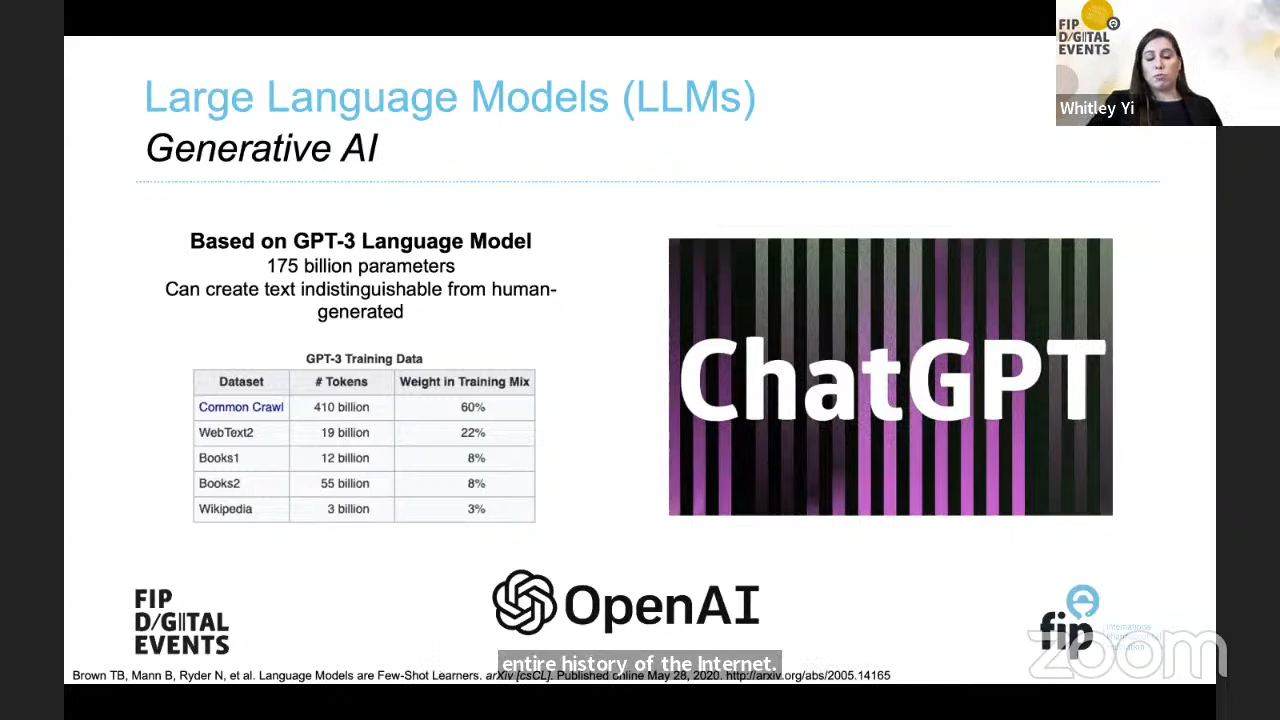 Large Language Models (LLMs)
Generative AI
FIP
D/GITAL
EVENTS
Whitley Yi
Based on GPT-3 Language Model
175 billion parameters
Can create text indistinguishable from human-
generated
GPT-3 Training Data
Dataset # Tokens Weight in Training Mix
Common Crawl 410 billion 60%
WebText2 19 billion 22%
Books1 12 billion 8%
Books2 55 billion 8%
Wikipedia 3 billion 3%
ChatGPT
FIP
D/GITAL
EVENTS
OpenAI
fip
International
Pharmaceutical
Federation
zoom
entire history of the Internet.
Brown TB, Mann B, Ryder N, et al. Language Models are Few-Shot Learners. arXiv [csCL]. Published online May 28, 2020. http://arxiv.org/abs/2005.14165